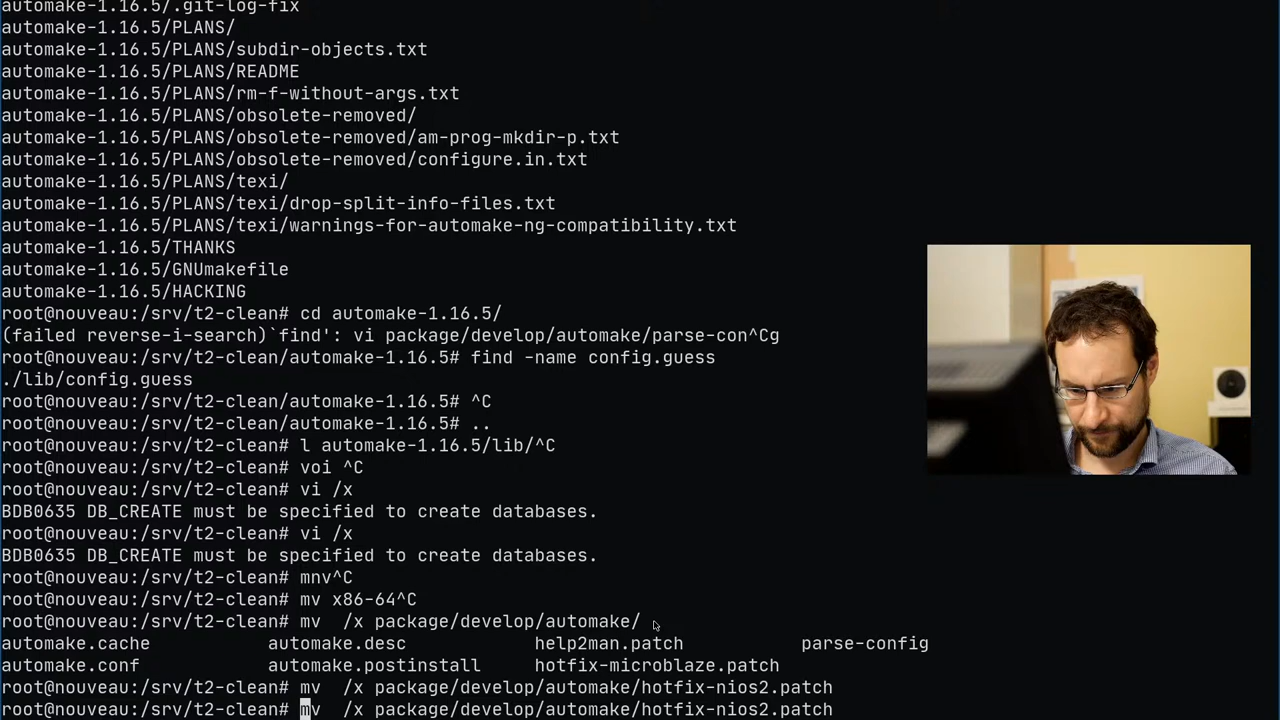 automake-1.16.5/.git-log-fix
automake-1.16.5/PLANS/
automake-1.16.5/PLANS/subdir-objects.txt
automake-1.16.5/PLANS/README
automake-1.16.5/PLANS/rm-f-without-args.txt
automake-1.16.5/PLANS/obsolete-removed/
automake-1.16.5/PLANS/obsolete-removed/am-prog-mkdir-p.txt
automake-1.16.5/PLANS/obsolete-removed/configure.in.txt
automake-1.16.5/PLANS/texi/
automake-1.16.5/PLANS/texi/drop-split-info-files.txt
automake-1.16.5/PLANS/texi/warnings-for-automake-ng-compatibility.txt
automake-1.16.5/THANKS
automake-1.16.5/GNUmakefile
automake-1.16.5/HACKING
root@nouveau:/srv/t2-clean# cd automake-1.16.5/
(failed reverse-i-search)`find': vi package/develop/automake/parse-con^Cg
root@nouveau:/srv/t2-clean/automake-1.16.5# find -name config.guess
./lib/config.guess
root@nouveau:/srv/t2-clean/automake-1.16.5# ^C
root@nouveau:/srv/t2-clean/automake-1.16.5# ..
root@nouveau:/srv/t2-clean# l automake-1.16.5/lib/^C
root@nouveau:/srv/t2-clean# voi ^C
root@nouveau:/srv/t2-clean# vi /x
BDB0635 DB_CREATE must be specified to create databases.
root@nouveau:/srv/t2-clean# vi /x
BDB0635 DB_CREATE must be specified to create databases.
root@nouveau:/srv/t2-clean# mnv^C
root@nouveau:/srv/t2-clean# mv x86-64^C
root@nouveau:/srv/t2-clean# mv  /x package/develop/automake/
automake.cache automake.desc help2man.patch parse-config
automake.conf automake.postinstall hotfix-microblaze.patch
root@nouveau:/srv/t2-clean# mv  /x package/develop/automake/hotfix-nios2.patch
root@nouveau:/srv/t2-clean# mv  /x package/develop/automake/hotfix-nios2.patch